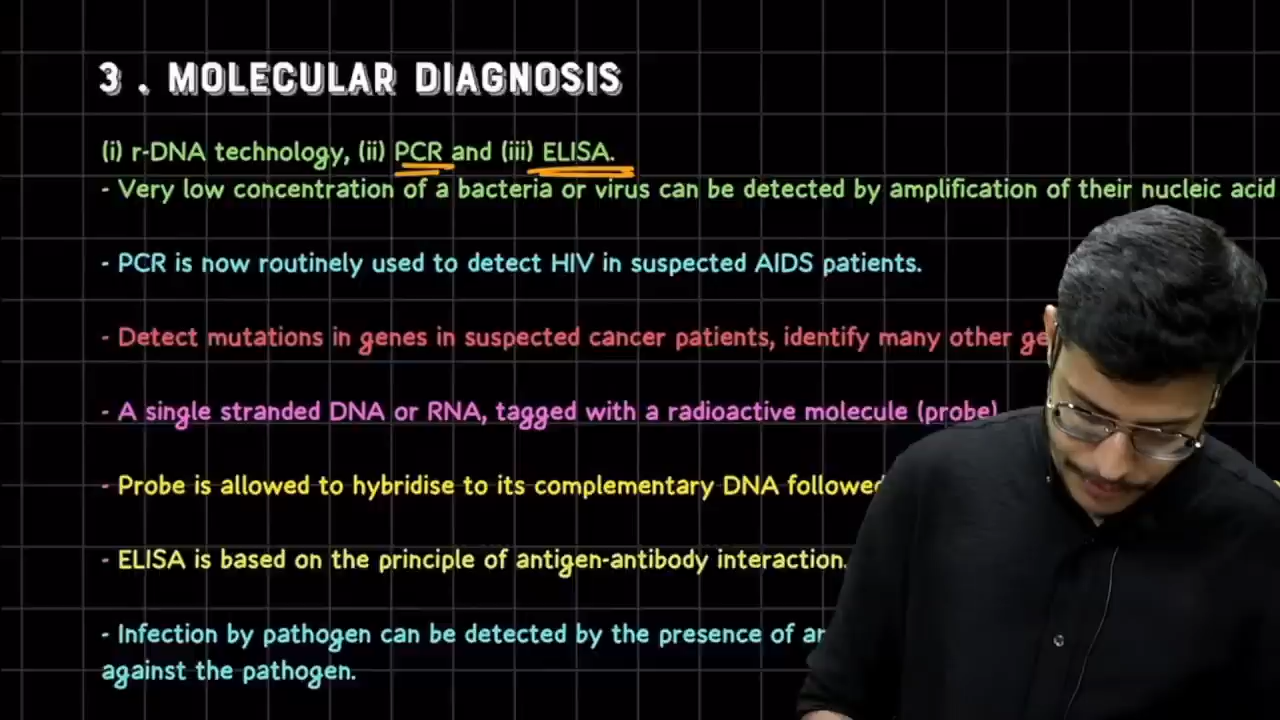 3 . MOLECULAR DIAGNOSIS
(i) r-DNA technology, (ii) PCR and (iii) ELISA.
- Very low concentration of a bacteria or virus can be detected by amplification of their nucleic acid
- PCR is now routinely used to detect HIV in suspected AIDS patients.
- Detect mutations in genes in suspected cancer patients, identify many other
- A single stranded DNA or RNA, tagged with a radioactive molecule (probe)
- Probe is allowed to hybridise to its complementary DNA followed
- ELISA is based on the principle of antigen-antibody interaction.
- Infection by pathogen can be detected by the presence of
against the pathogen.